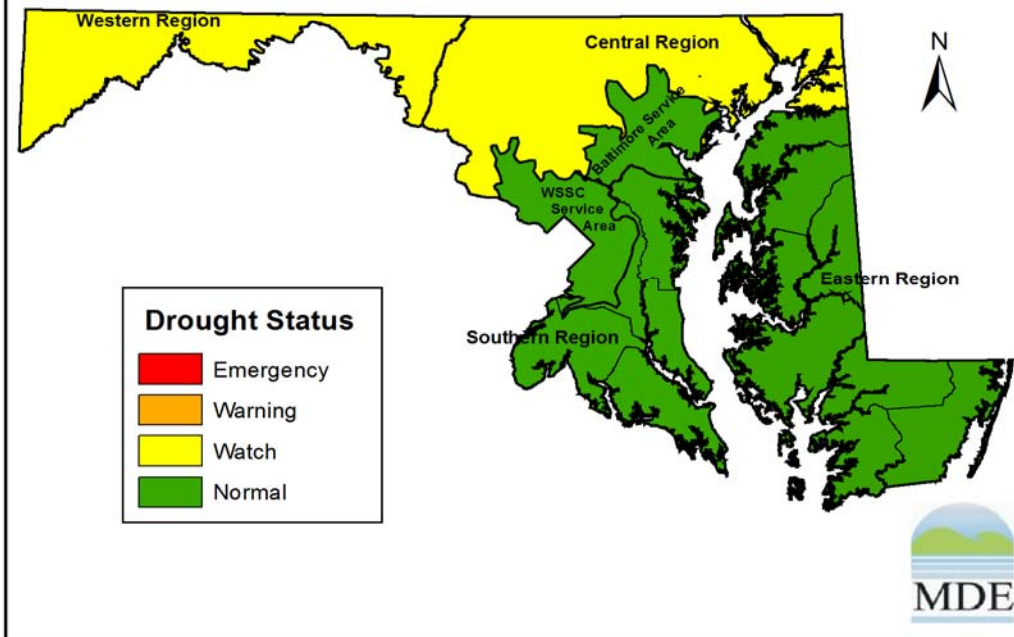 Western Region
Central Region
N
Baltimore Service
Area
WSSC
Service
Area
Eastern Region
Southern Region
Drought Status
Emergency
Warning
Watch
Normal
MDE